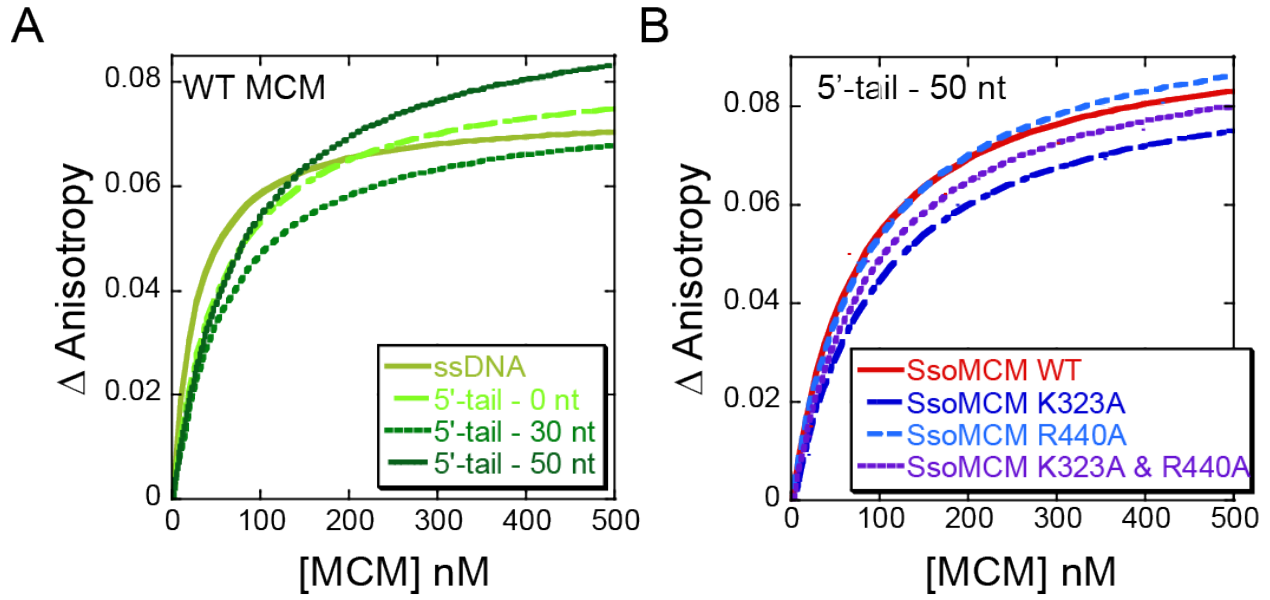 A
WT MCM
Δ Anisotropy
0.08
0.06
0.04
0.02
0
0 100 200 300 400 500
[MCM] nM
ssDNA
5'-tail - 0 nt
5'-tail - 30 nt
5'-tail - 50 nt
B
5'-tail - 50 nt
Δ Anisotropy
0.08
0.06
0.04
0.02
0
0 100 200 300 400 500
[MCM] nM
SsoMCM WT
SsoMCM K323A
SsoMCM R440A
SsoMCM K323A & R440A